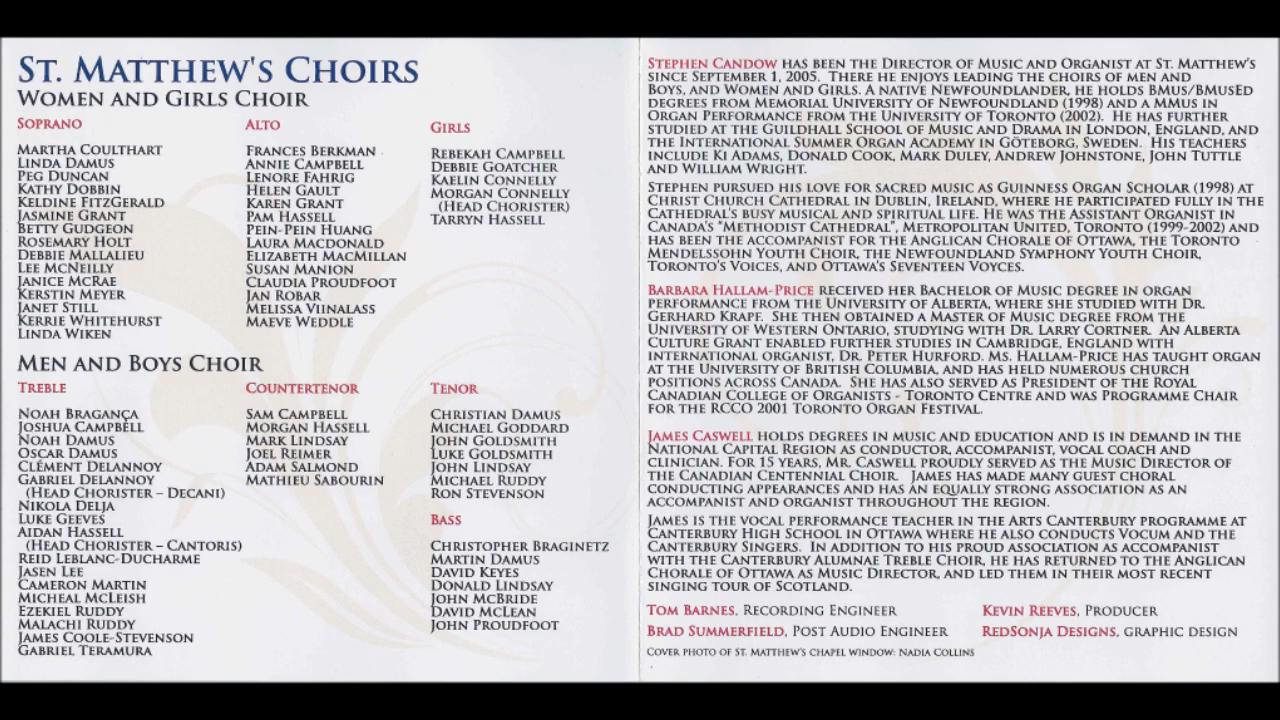 ST. MATTHEW'S CHOIRS
WOMEN AND GIRLS CHOIR
SOPRANO
MARTHA COULTHART
LINDA DAMUS
PEG DUNCAN
KATHY DOBBIN
KELDINE FITZGERALD
JASMINE GRANT
BETTY GUDGEON
ROSEMARY HOLT
DEBBIE MALLALIEU
LEE MCNEILLY
JANICE MCRAE
KERSTIN MEYER
JANET STILL
KERRIE WHITEHURST
LINDA WIKEN
ALTO
FRANCES BERKMAN
ANNIE CAMPBELL
LENORE FAHRIG
HELEN GAULT
KAREN GRANT
PAM HASSELL
PEIN-PEIN HUANG
LAURA MACDONALD
ELIZABETH MACMILLAN
SUSAN MANION
CLAUDIA PROUDFOOT
JAN ROBAR
MELISSA VIINALASS
MAEVE WEDDLE
GIRLS
REBEKAH CAMPBELL
DEBBIE GOATCHER
KAELIN CONNELLY
MORGAN CONNELLY
(HEAD CHORISTER)
TARRYN HASSELL
MEN AND BOYS CHOIR
TREBLE
NOAH BRAGANÇA
JOSHUA CAMPBELL
NOAH DAMUS
OSCAR DAMUS
CLÉMENT DELANNOY
GABRIEL DELANNOY
(HEAD CHORISTER – DECANI)
NIKOLA DELJA
LUKE GEEVES
AIDAN HASSELL
(HEAD CHORISTER – CANTORIS)
REID LEBLANC-DUCHARME
JASEN LEE
CAMERON MARTIN
MICHEAL MCLEISH
EZEKIEL RUDDY
MALACHI RUDDY
JAMES COOLE-STEVENSON
GABRIEL TERAMURA
COUNTERTENOR
SAM CAMPBELL
MORGAN HASSELL
MARK LINDSAY
JOEL REIMER
ADAM SALMOND
MATHIEU SABOURIN
TENOR
CHRISTIAN DAMUS
MICHAEL GODDARD
JOHN GOLDSMITH
LUKE GOLDSMITH
JOHN LINDSAY
MICHAEL RUDDY
RON STEVENSON
BASS
CHRISTOPHER BRAGINETZ
MARTIN DAMUS
DAVID KEYES
DONALD LINDSAY
JOHN MCBRIDE
DAVID MCLEAN
JOHN PROUDFOOT
STEPHEN CANDOW HAS BEEN THE DIRECTOR OF MUSIC AND ORGANIST AT ST. MATTHEW'S
SINCE SEPTEMBER 1, 2005. THERE HE ENJOYS LEADING THE CHOIRS OF MEN AND
BOYS, AND WOMEN AND GIRLS. A NATIVE NEWFOUNDLANDER, HE HOLDS BMUS/BMUSED
DEGREES FROM MEMORIAL UNIVERSITY OF NEWFOUNDLAND (1998) AND A MMUS IN
ORGAN PERFORMANCE FROM THE UNIVERSITY OF TORONTO (2002). HE HAS FURTHER
STUDIED AT THE GUILDHALL SCHOOL OF MUSIC AND DRAMA IN LONDON, ENGLAND, AND
THE INTERNATIONAL SUMMER ORGAN ACADEMY IN GÖTEBORG, SWEDEN. HIS TEACHERS
INCLUDE KI ADAMS, DONALD COOK, MARK DULEY, ANDREW JOHNSTONE, JOHN TUTTLE
AND WILLIAM WRIGHT.
STEPHEN PURSUED HIS LOVE FOR SACRED MUSIC AS GUINNESS ORGAN SCHOLAR (1998) AT
CHRIST CHURCH CATHEDRAL IN DUBLIN, IRELAND, WHERE HE PARTICIPATED FULLY IN THE
CATHEDRAL'S BUSY MUSICAL AND SPIRITUAL LIFE. HE WAS THE ASSISTANT ORGANIST IN
CANADA'S "METHODIST CATHEDRAL", METROPOLITAN UNITED, TORONTO (1999-2002) AND
HAS BEEN THE ACCOMPANIST FOR THE ANGLICAN CHORALE OF OTTAWA, THE TORONTO
MENDELSSOHN YOUTH CHOIR, THE NEWFOUNDLAND SYMPHONY YOUTH CHOIR,
TORONTO'S VOICES, AND OTTAWA'S SEVENTEEN VOYCES.
BARBARA HALLAM-PRICE RECEIVED HER BACHELOR OF MUSIC DEGREE IN ORGAN
PERFORMANCE FROM THE UNIVERSITY OF ALBERTA, WHERE SHE STUDIED WITH DR.
GERHARD KRAPF. SHE THEN OBTAINED A MASTER OF MUSIC DEGREE FROM THE
UNIVERSITY OF WESTERN ONTARIO, STUDYING WITH DR. LARRY CORTNER. AN ALBERTA
CULTURE GRANT ENABLED FURTHER STUDIES IN CAMBRIDGE, ENGLAND WITH
INTERNATIONAL ORGANIST, DR. PETER HURFORD. MS. HALLAM-PRICE HAS TAUGHT ORGAN
AT THE UNIVERSITY OF BRITISH COLUMBIA, AND HAS HELD NUMEROUS CHURCH
POSITIONS ACROSS CANADA. SHE HAS ALSO SERVED AS PRESIDENT OF THE ROYAL
CANADIAN COLLEGE OF ORGANISTS - TORONTO CENTRE AND WAS PROGRAMME CHAIR
FOR THE RCCO 2001 TORONTO ORGAN FESTIVAL.
JAMES CASWELL HOLDS DEGREES IN MUSIC AND EDUCATION AND IS IN DEMAND IN THE
NATIONAL CAPITAL REGION AS CONDUCTOR, ACCOMPANIST, VOCAL COACH AND
CLINICIAN. FOR 15 YEARS, MR. CASWELL PROUDLY SERVED AS THE MUSIC DIRECTOR OF
THE CANADIAN CENTENNIAL CHOIR. JAMES HAS MADE MANY GUEST CHORAL
CONDUCTING APPEARANCES AND HAS AN EQUALLY STRONG ASSOCIATION AS AN
ACCOMPANIST AND ORGANIST THROUGHOUT THE REGION.
JAMES IS THE VOCAL PERFORMANCE TEACHER IN THE ARTS CANTERBURY PROGRAMME AT
CANTERBURY HIGH SCHOOL IN OTTAWA WHERE HE ALSO CONDUCTS VOCUM AND THE
CANTERBURY SINGERS. IN ADDITION TO HIS PROUD ASSOCIATION AS ACCOMPANIST
WITH THE CANTERBURY ALUMNAE TREBLE CHOIR, HE HAS RETURNED TO THE ANGLICAN
CHORALE OF OTTAWA AS MUSIC DIRECTOR, AND LED THEM IN THEIR MOST RECENT
SINGING TOUR OF SCOTLAND.
TOM BARNES, RECORDING ENGINEER
KEVIN REEVES, PRODUCER
BRAD SUMMERFIELD, POST AUDIO ENGINEER
REDSONJA DESIGNS, GRAPHIC DESIGN
COVER PHOTO OF ST. MATTHEW'S CHAPEL WINDOW: NADIA COLLINS